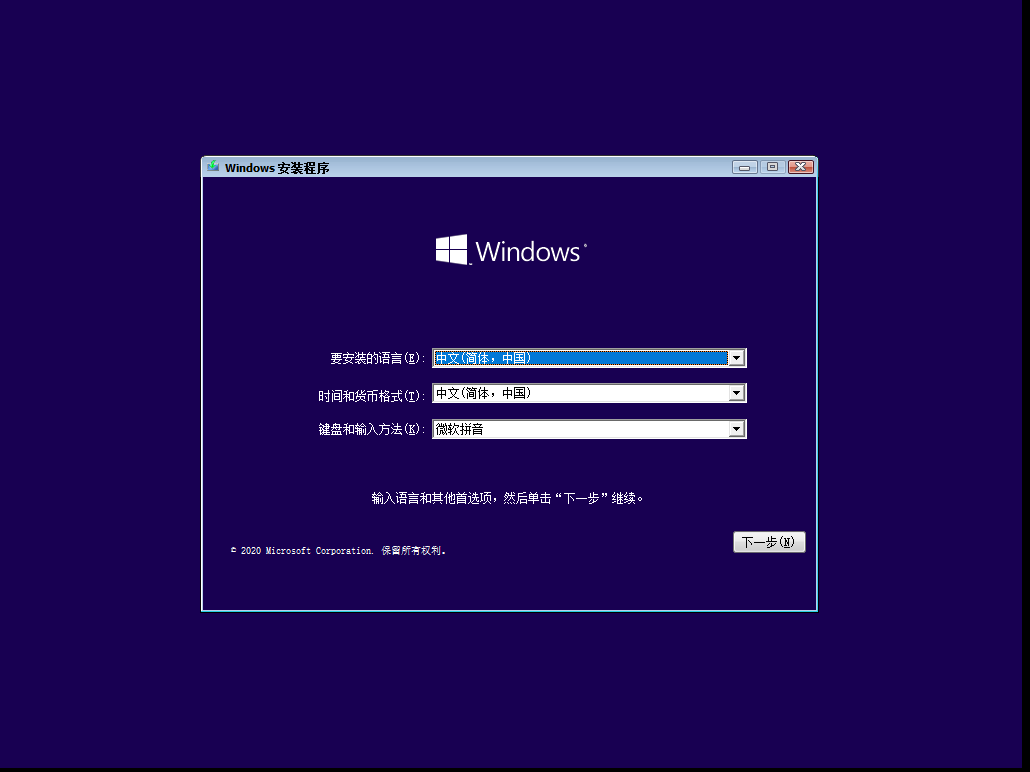 Windows 安装程序
Windows
要安装的语言(E): 中文(简体，中国)
时间和货币格式(T): 中文(简体，中国)
键盘和输入方法(K): 微软拼音
输入语言和其他首选项，然后单击“下一步”继续。
下一步(N)
© 2020 Microsoft Corporation. 保留所有权利。